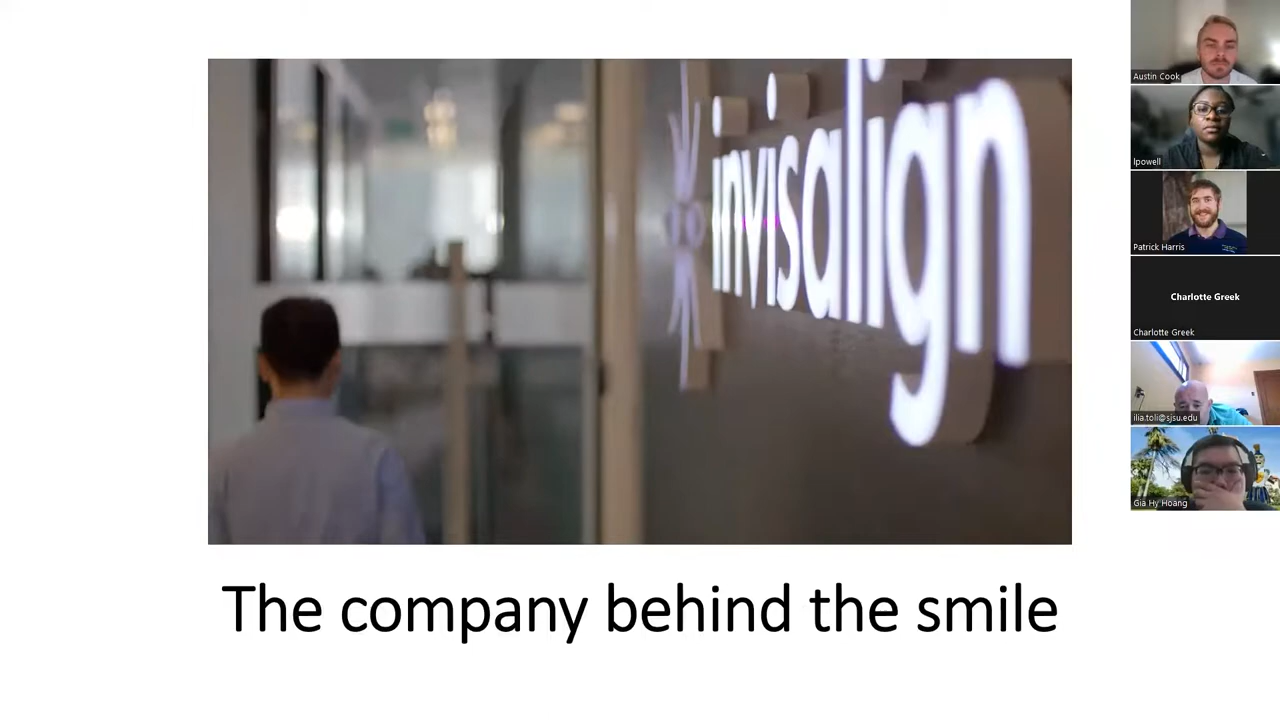 invisalign
The company behind the smile
Austin Cook
lpowell
Patrick Harris
Charlotte Greek
Charlotte Greek
ilia.toli@sjsu.edu
Gia Hy Hoang